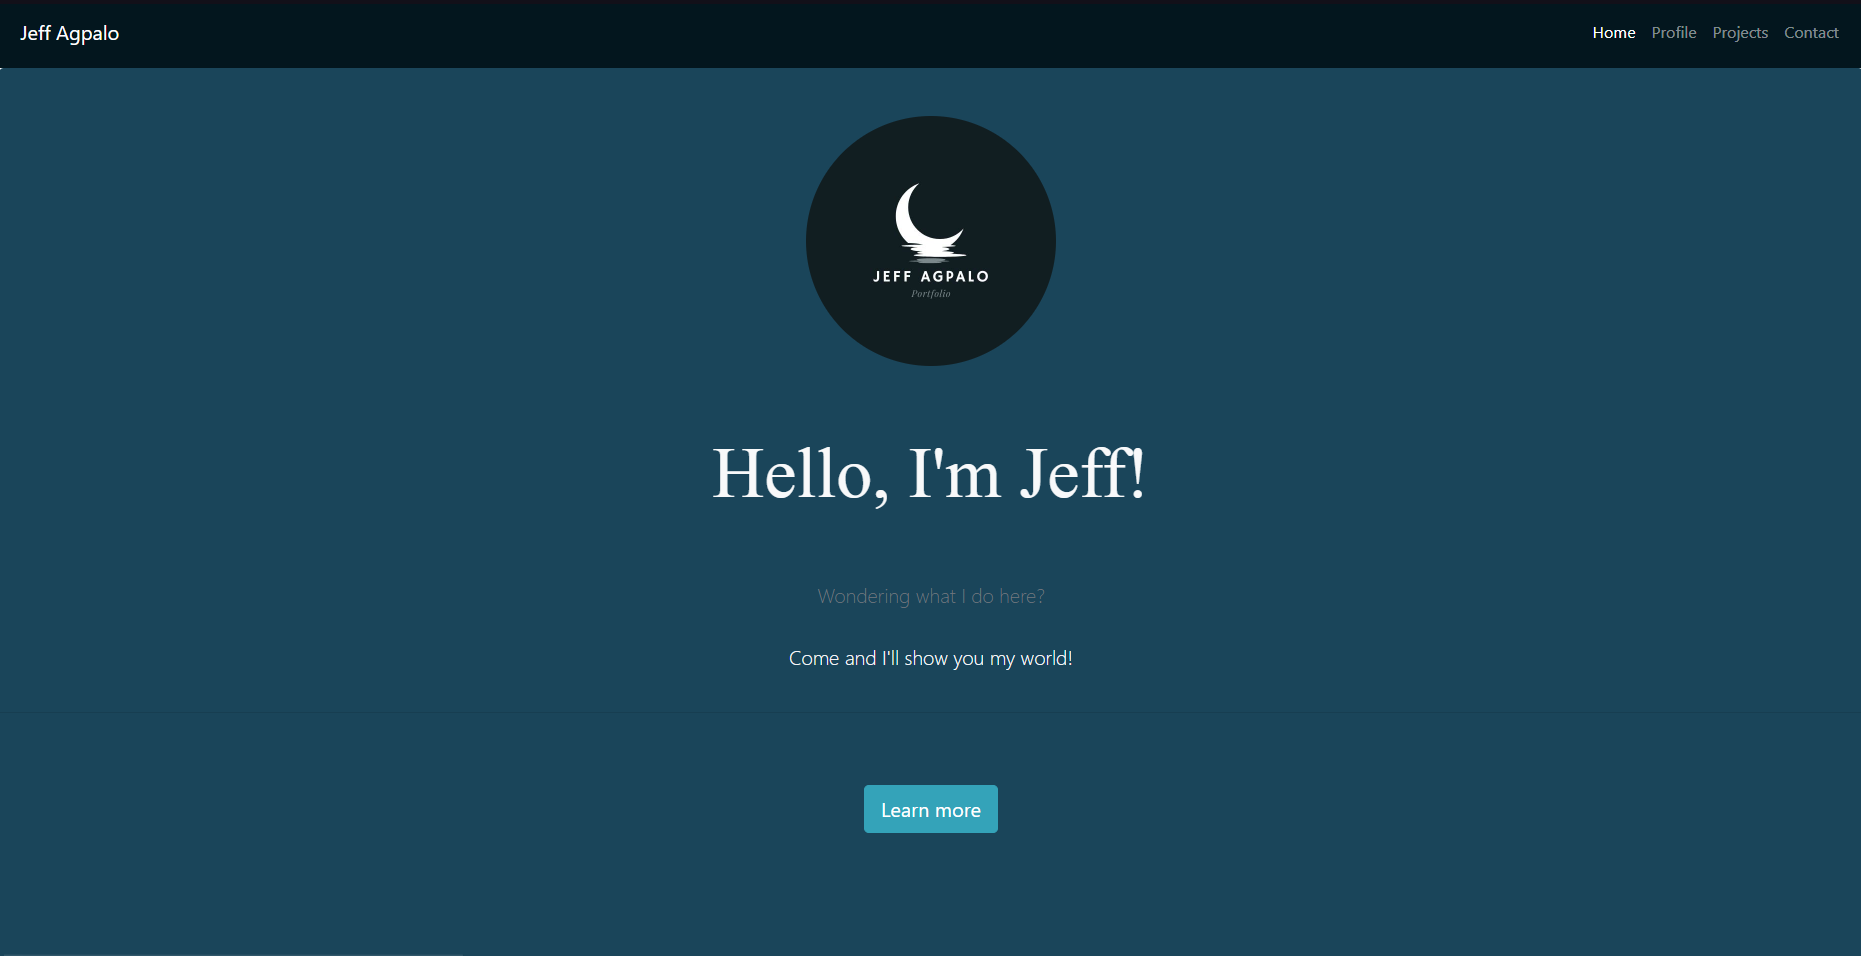 Jeff Agpalo
Home Profile Projects Contact
JEFF AGPALO
Portfolio
Hello, I'm Jeff!
Wondering what I do here?
Come and I'll show you my world!
Learn more